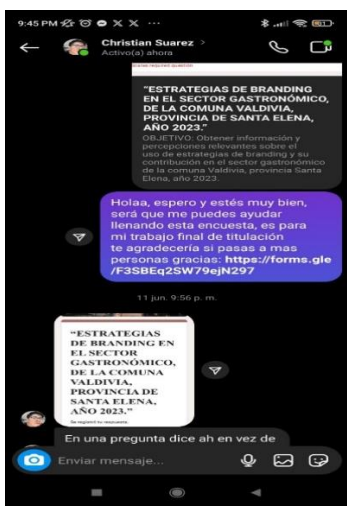 9:45 PM
Christian Suarez >
Activo(a) ahora
"ESTRATEGIAS DE BRANDING
EN EL SECTOR GASTRONÓMICO,
DE LA COMUNA VALDIVIA,
PROVINCIA DE SANTA ELENA,
AÑO 2023."
OBJETIVO: Obtener información y
percepciones relevantes sobre el
uso de estrategias de branding y su
contribución en el sector gastronómico
de la comuna Valdivia, provincia Santa
Elena, año 2023.
Holaa, espero y estés muy bien,
será que me puedes ayudar
llenando esta encuesta, es para
mi trabajo final de titulación
te agradecería si pasas a mas
personas gracias: https://forms.gle
/F3SBEq2SW79ejN297
11 jun. 9:56 p. m.
"ESTRATEGIAS
DE BRANDING EN
EL SECTOR
GASTRONÓMICO,
DE LA COMUNA
VALDIVIA,
PROVINCIA DE
SANTA ELENA,
AÑO 2023."
Se registró tu respuesta.
En una pregunta dice ah en vez de
Enviar mensaje...